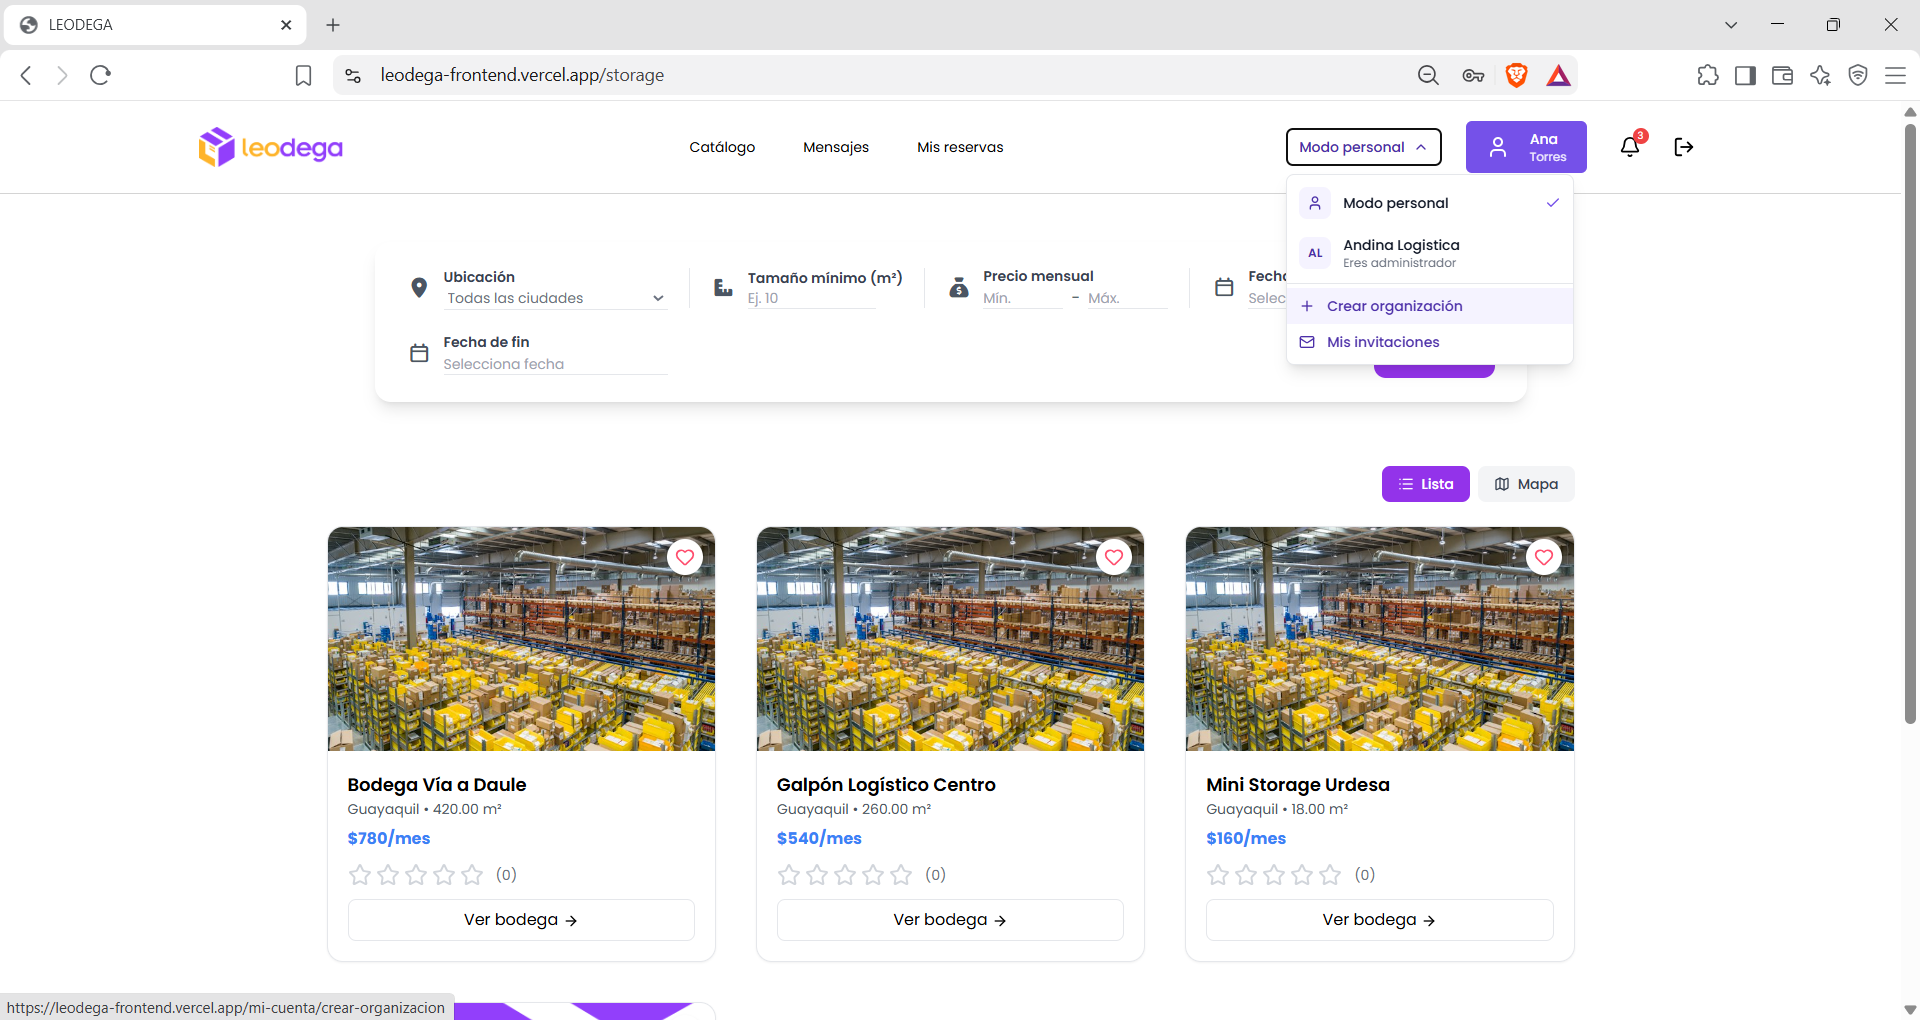 LEODEGA
leodega-frontend.vercel.app/storage
leodega
Catálogo
Mensajes
Mis reservas
Modo personal
Ana
Torres
3
Modo personal
AL
Andina Logistica
Eres administrador
Crear organización
Mis invitaciones
Ubicación
Todas las ciudades
Tamaño mínimo (m²)
Ej. 10
Precio mensual
Mín. - Máx.
Fecha de fin
Selecciona fecha
Lista
Mapa
Bodega Vía a Daule
Guayaquil • 420.00 m²
$780/mes
(0)
Ver bodega →
Galpón Logístico Centro
Guayaquil • 260.00 m²
$540/mes
(0)
Ver bodega →
Mini Storage Urdesa
Guayaquil • 18.00 m²
$160/mes
(0)
Ver bodega →
https://leodega-frontend.vercel.app/mi-cuenta/crear-organizacion